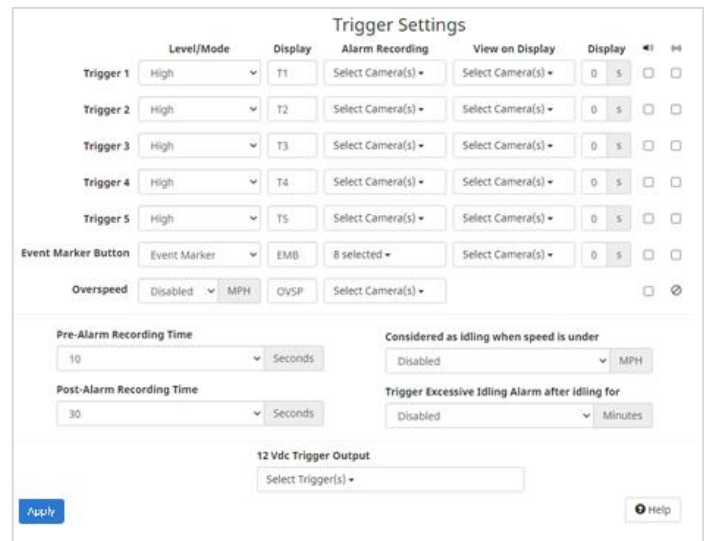 Trigger Settings
Level/Mode Display Alarm Recording View on Display Display
Trigger 1 High T1 Select Camera(s) Select Camera(s) 0 s
Trigger 2 High T2 Select Camera(s) Select Camera(s) 0 s
Trigger 3 High T3 Select Camera(s) Select Camera(s) 0 s
Trigger 4 High T4 Select Camera(s) Select Camera(s) 0 s
Trigger 5 High T5 Select Camera(s) Select Camera(s) 0 s
Event Marker Button Event Marker EMB 8 selected Select Camera(s) 0 s
Overspeed Disabled MPH OVSP Select Camera(s)
Pre-Alarm Recording Time
10 Seconds
Post-Alarm Recording Time
30 Seconds
Considered as idling when speed is under
Disabled MPH
Trigger Excessive Idling Alarm after idling for
Disabled Minutes
12 Vdc Trigger Output
Select Trigger(s)
Apply
Help